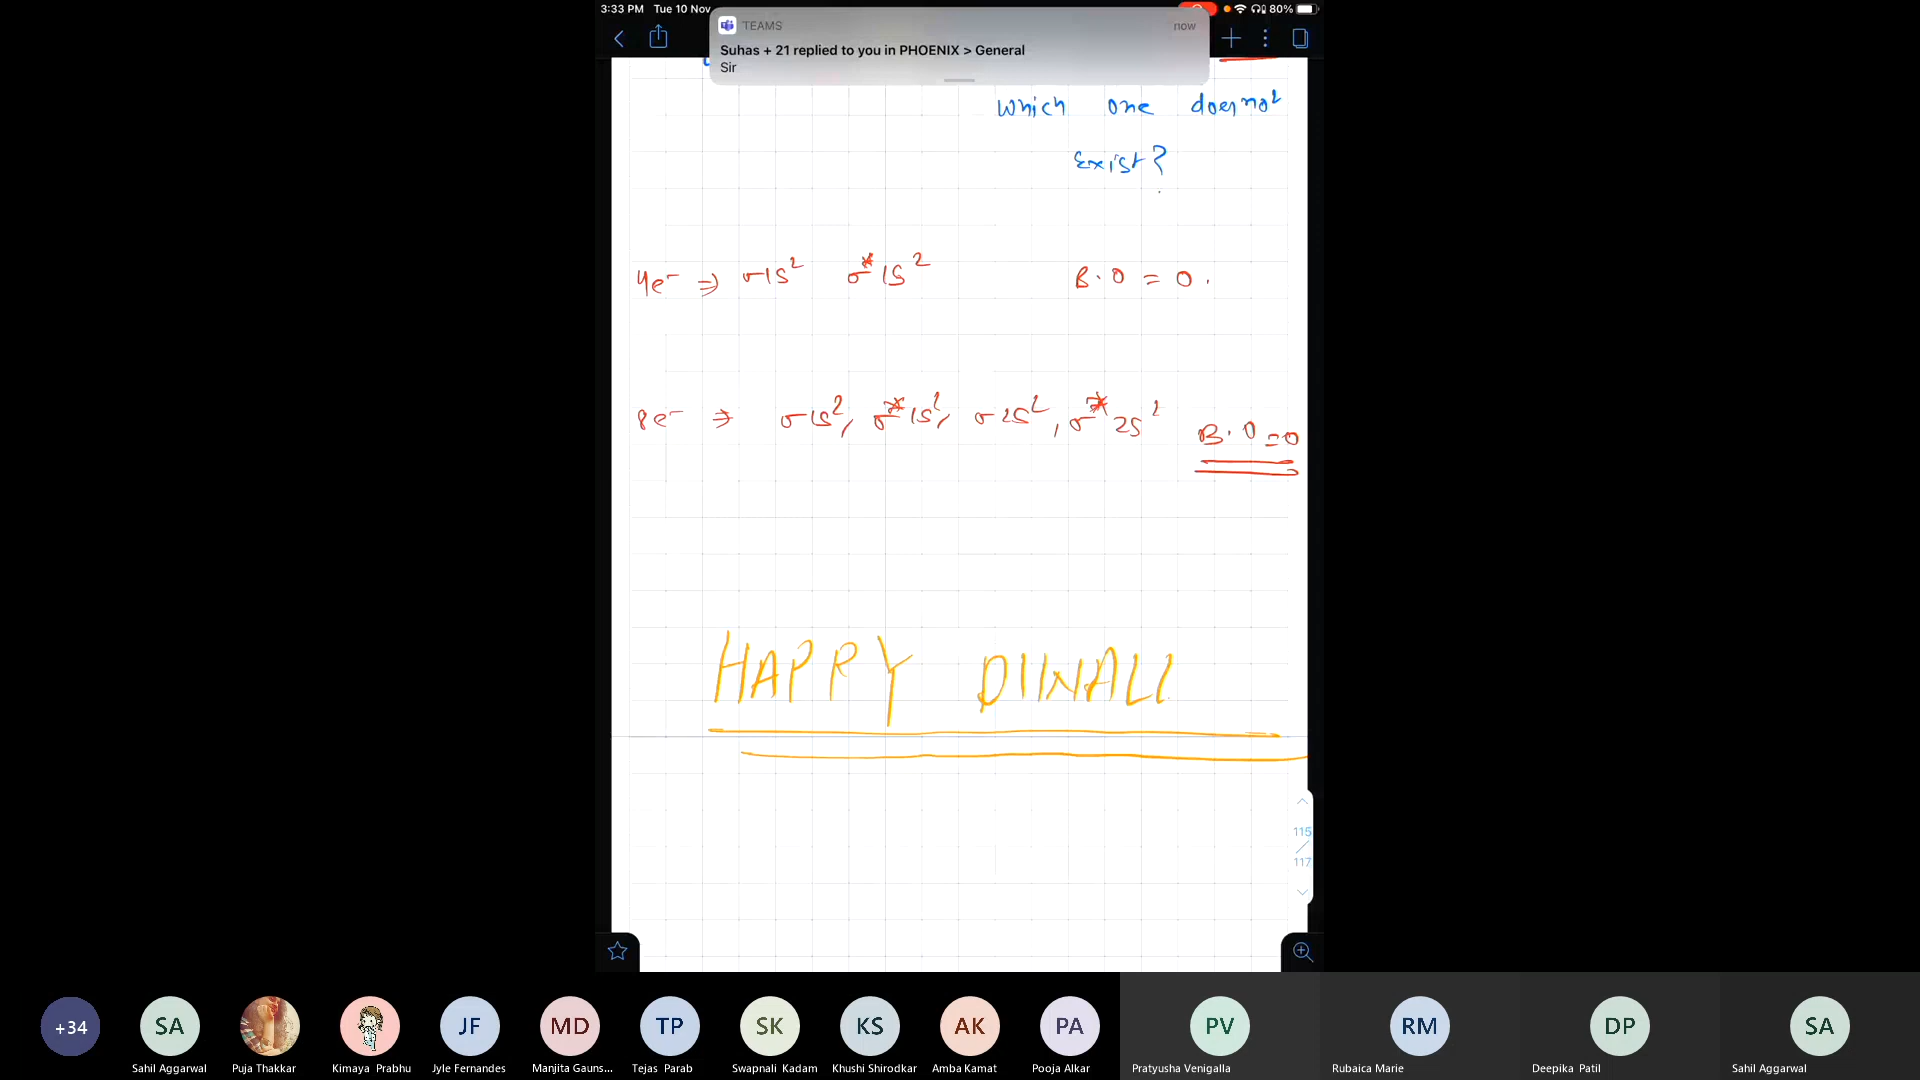 3:33 PM Tue 10 Nov
80%
TEAMS
now
Suhas + 21 replied to you in PHOENIX > General
Sir
Which one doesnot
Exist?
4e⁻ ⇒ σ1s² σ*1s² B.O = 0.
8e⁻ ⇒ σ1s², σ*1s², σ2s², σ*2s² B.O=0
HAPPY DIWALI
115
117
+34
SA
JF
MD
TP
SK
KS
AK
PA
PV
RM
DP
SA
Sahil Aggarwal
Puja Thakkar
Kimaya Prabhu
Jyle Fernandes
Manjita Gauns...
Tejas Parab
Swapnali Kadam
Khushi Shirodkar
Amba Kamat
Pooja Alkar
Pratyusha Venigalla
Rubaica Marie
Deepika Patil
Sahil Aggarwal